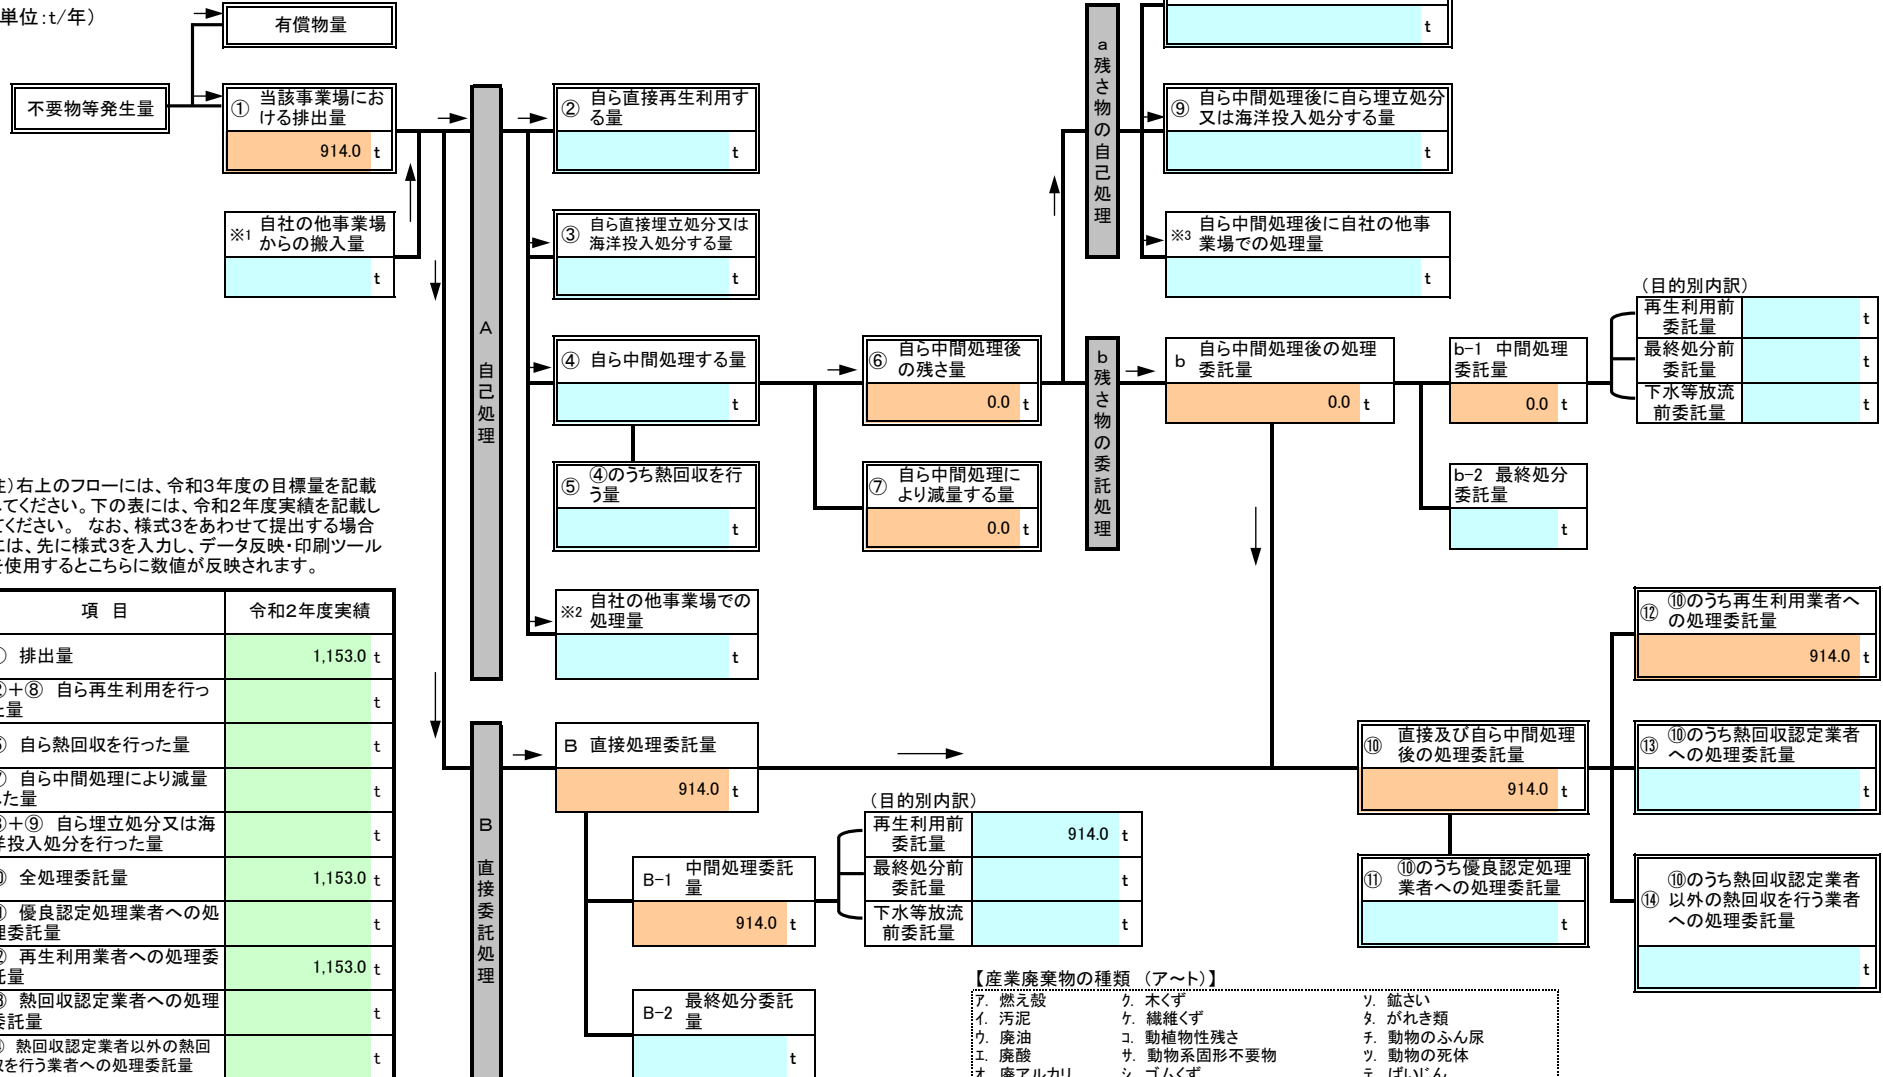 単位:t/年)
有償物量
不要物等発生量
① 当該事業場にお
ける排出量
914.0 t
※1 自社の他事業場
からの搬入量
t
A 自己処理
② 自ら直接再生利用す
る量
t
③ 自ら直接埋立処分又は
海洋投入処分する量
t
④ 自ら中間処理する量
t
⑤ ④のうち熱回収を行
う量
t
※2 自社の他事業場での
処理量
t
⑥ 自ら中間処理後
の残さ量
0.0 t
⑦ 自ら中間処理に
より減量する量
0.0 t
a残さ物の自己処理
t
⑨ 自ら中間処理後に自ら埋立処分
又は海洋投入処分する量
t
※3 自ら中間処理後に自社の他事
業場での処理量
t
b残さ物の委託処理
b 自ら中間処理後の処理
委託量
0.0 t
b-1 中間処理
委託量
0.0 t
b-2 最終処分
委託量
t
(目的別内訳)
再生利用前
委託量
t
最終処分前
委託量
t
下水等放流
前委託量
t
注)右上のフローには、令和3年度の目標量を記載
してください。下の表には、令和2年度実績を記載し
てください。 なお、様式3をあわせて提出する場合
には、先に様式3を入力し、データ反映・印刷ツール
を使用するとこちらに数値が反映されます。
項 目 令和2年度実績
① 排出量 1,153.0 t
②+⑧ 自ら再生利用を行っ
た量 t
⑤ 自ら熱回収を行った量 t
⑦ 自ら中間処理により減量
した量 t
③+⑨ 自ら埋立処分又は海
洋投入処分を行った量 t
⑩ 全処理委託量 1,153.0 t
⑪ 優良認定処理業者への処
理委託量 t
⑫ 再生利用業者への処理委
託量 1,153.0 t
⑬ 熱回収認定業者への処理
委託量 t
⑭ 熱回収認定業者以外の熱回
収を行う業者への処理委託量 t
B 直接委託処理
B 直接処理委託量
914.0 t
B-1 中間処理委託
量
914.0 t
B-2 最終処分委託
量
t
(目的別内訳)
再生利用前
委託量
914.0 t
最終処分前
委託量
t
下水等放流
前委託量
t
⑩ 直接及び自ら中間処理
後の処理委託量
914.0 t
⑪ ⑩のうち優良認定処理
業者への処理委託量
t
⑫ ⑩のうち再生利用業者へ
の処理委託量
914.0 t
⑬ ⑩のうち熱回収認定業者
への処理委託量
t
⑭ ⑩のうち熱回収認定業者
以外の熱回収を行う業者
への処理委託量
t
【産業廃棄物の種類 (ア～ト)】
ア. 燃え殻 ク. 木くず ソ. 鉱さい
イ. 汚泥 ケ. 繊維くず タ. がれき類
ウ. 廃油 コ. 動植物性残さ チ. 動物のふん尿
エ. 廃酸 サ. 動物系固形不要物 ツ. 動物の死体
オ. 廃アルカリ シ. ゴムくず テ. ばいじん